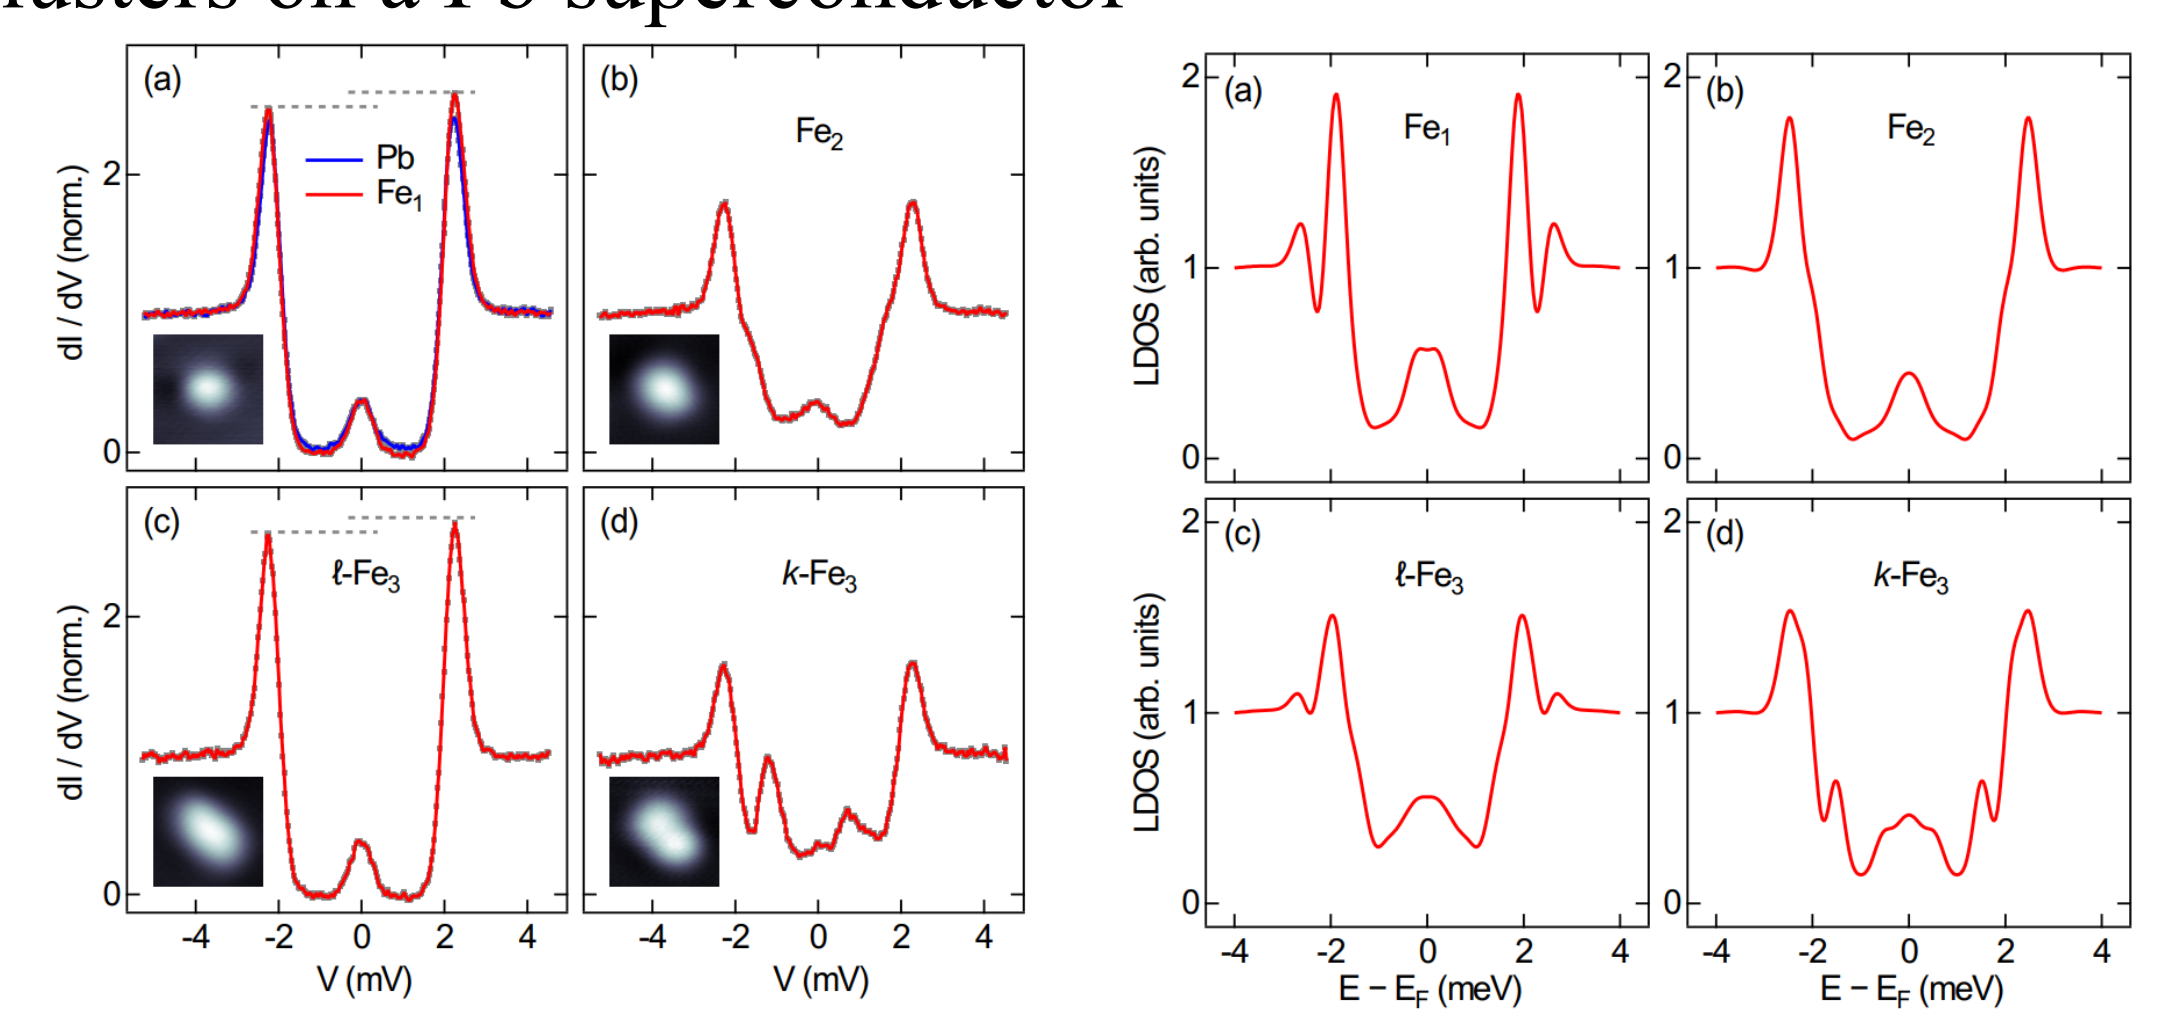 on a Pb superconductor
(a)
Pb
Fe1
dI / dV (norm.)
2
0
(b)
Fe2
(c)
ℓ-Fe3
dI / dV (norm.)
2
0
-4 -2 0 2 4
V (mV)
(d)
k-Fe3
-4 -2 0 2 4
V (mV)
(a)
Fe1
LDOS (arb. units)
2
1
0
(b)
Fe2
2
1
0
(c)
ℓ-Fe3
LDOS (arb. units)
2
1
0
-4 -2 0 2 4
E − EF (meV)
(d)
k-Fe3
2
1
0
-4 -2 0 2 4
E − EF (meV)